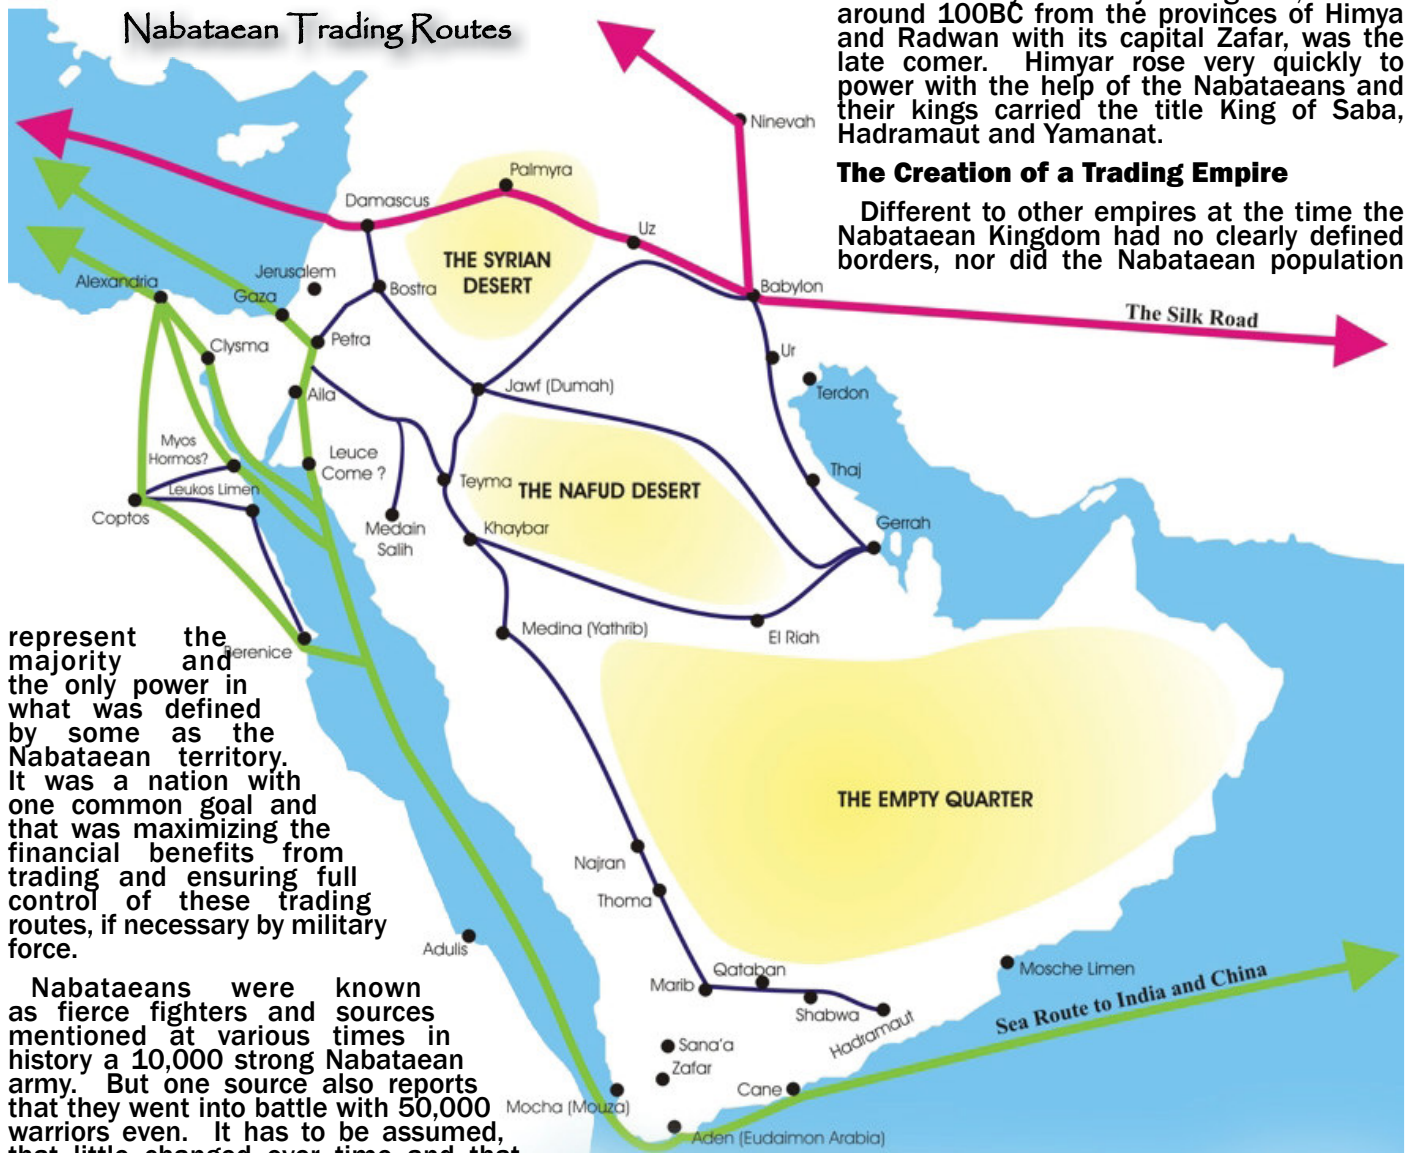 Nabataean Trading Routes
around 100BC from the provinces of Himya
and Radwan with its capital Zafar, was the
late comer. Himyar rose very quickly to
power with the help of the Nabataeans and
their kings carried the title King of Saba,
Hadramaut and Yamanat.
The Creation of a Trading Empire
Different to other empires at the time the
Nabataean Kingdom had no clearly defined
borders, nor did the Nabataean population
Ninevah
Palmyra
Damascus
Uz
THE SYRIAN
DESERT
Jerusalem
Alexandria
Gaza
Bostra
Babylon
The Silk Road
Petra
Clysma
Ur
Terdon
Aila
Jawf (Dumah)
Myos
Hormos?
Leuce
Come ?
Thaj
Teyma
THE NAFUD DESERT
Leukos Limen
Coptos
Medain
Salih
Khaybar
Gerrah
Medina (Yathrib)
El Riah
Berenice
represent the
majority and
the only power in
what was defined
by some as the
Nabataean territory.
It was a nation with
one common goal and
that was maximizing the
financial benefits from
trading and ensuring full
control of these trading
routes, if necessary by military
force.
THE EMPTY QUARTER
Najran
Thoma
Adulis
Marib
Qataban
Shabwa
Hadramaut
Mosche Limen
Sea Route to India and China
Sana'a
Zafar
Cane
Mocha (Mouza)
Aden (Eudaimon Arabia)
Nabataeans were known
as fierce fighters and sources
mentioned at various times in
history a 10,000 strong Nabataean
army. But one source also reports
that they went into battle with 50,000
warriors even. It has to be assumed,
that little changed over time and that